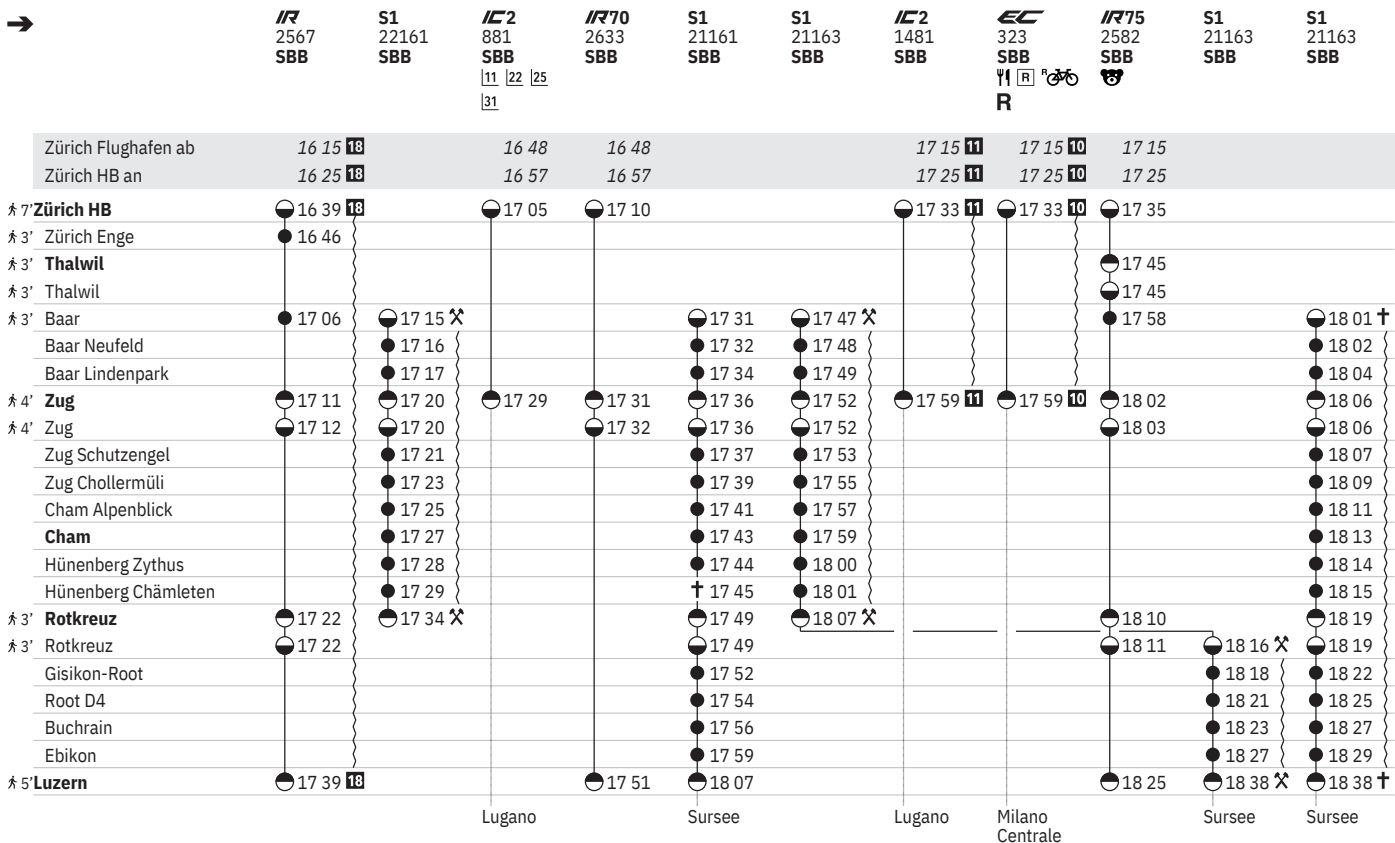 ➔ IR S1 IC2 IR70 S1 S1 IC2 EC IR75 S1 S1
2567 22161 881 2633 21161 21163 1481 323 2582 21163 21163
SBB SBB SBB SBB SBB SBB SBB SBB SBB SBB SBB
11 22 25 R R
31 R
Zürich Flughafen ab 16 15 18 16 48 16 48 17 15 11 17 15 10 17 15
Zürich HB an 16 25 18 16 57 16 57 17 25 11 17 25 10 17 25
7’ Zürich HB 16 39 18 17 05 17 10 17 33 11 17 33 10 17 35
3’ Zürich Enge 16 46
3’ Thalwil 17 45
3’ Thalwil 17 45
3’ Baar 17 06 17 15 17 31 17 47 17 58 18 01 †
Baar Neufeld 17 16 17 32 17 48 18 02
Baar Lindenpark 17 17 17 34 17 49 18 04
4’ Zug 17 11 17 20 17 29 17 31 17 36 17 52 17 59 11 17 59 10 18 02 18 06
4’ Zug 17 12 17 20 17 32 17 36 17 52 18 03 18 06
Zug Schutzengel 17 21 17 37 17 53 18 07
Zug Chollermüli 17 23 17 39 17 55 18 09
Cham Alpenblick 17 25 17 41 17 57 18 11
Cham 17 27 17 43 17 59 18 13
Hünenberg Zythus 17 28 17 44 18 00 18 14
Hünenberg Chämleten 17 29 † 17 45 18 01 18 15
3’ Rotkreuz 17 22 17 34 17 49 18 07 18 10 18 19
3’ Rotkreuz 17 22 17 49 18 11 18 16 18 19
Gisikon-Root 17 52 18 18 18 22
Root D4 17 54 18 21 18 25
Buchrain 17 56 18 23 18 27
Ebikon 17 59 18 27 18 29
5’ Luzern 17 39 18 17 51 18 07 18 25 18 38 18 38 †
Lugano Sursee Lugano Milano Sursee Sursee
Centrale